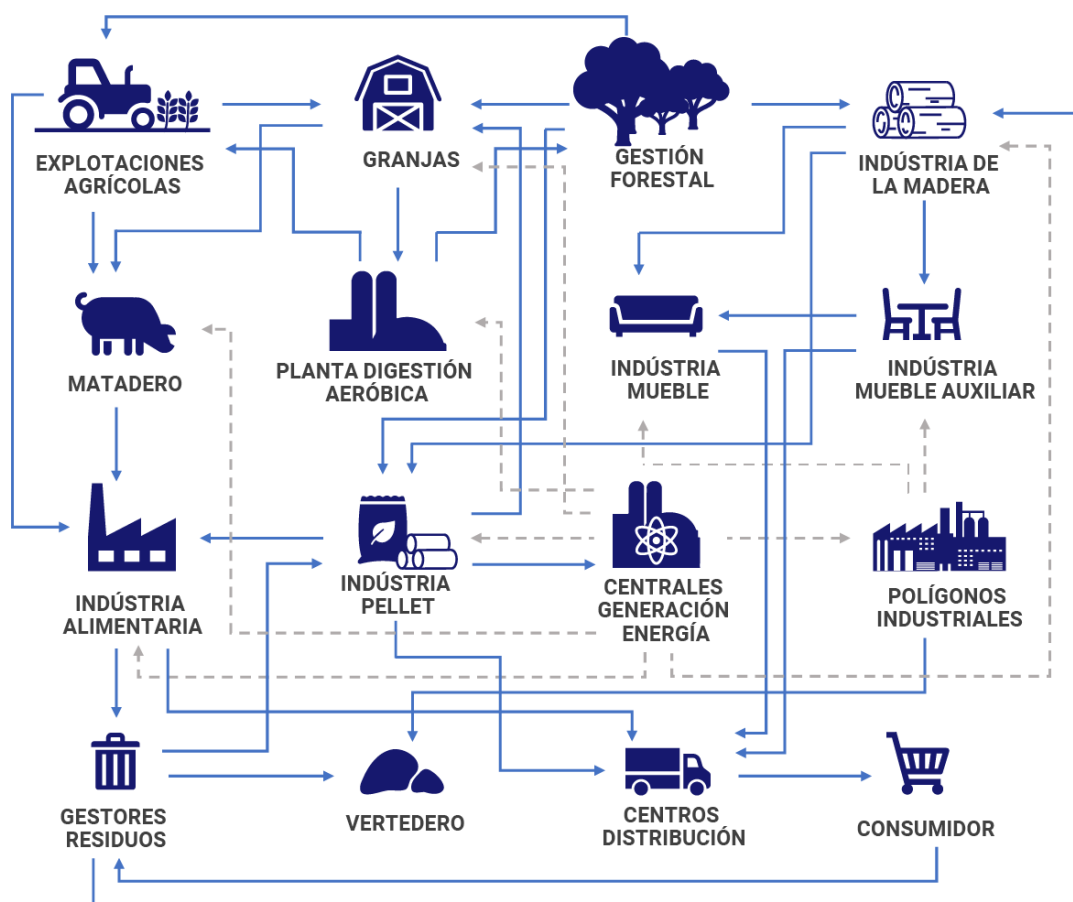 EXPLOTACIONES
AGRÍCOLAS
GRANJAS
GESTIÓN
FORESTAL
INDÚSTRIA DE
LA MADERA
MATADERO
PLANTA DIGESTIÓN
AERÓBICA
INDÚSTRIA
MUEBLE
INDÚSTRIA
MUEBLE AUXILIAR
INDÚSTRIA
ALIMENTARIA
INDÚSTRIA
PELLET
CENTRALES
GENERACIÓN
ENERGÍA
POLÍGONOS
INDUSTRIALES
GESTORES
RESIDUOS
VERTEDERO
CENTROS
DISTRIBUCIÓN
CONSUMIDOR